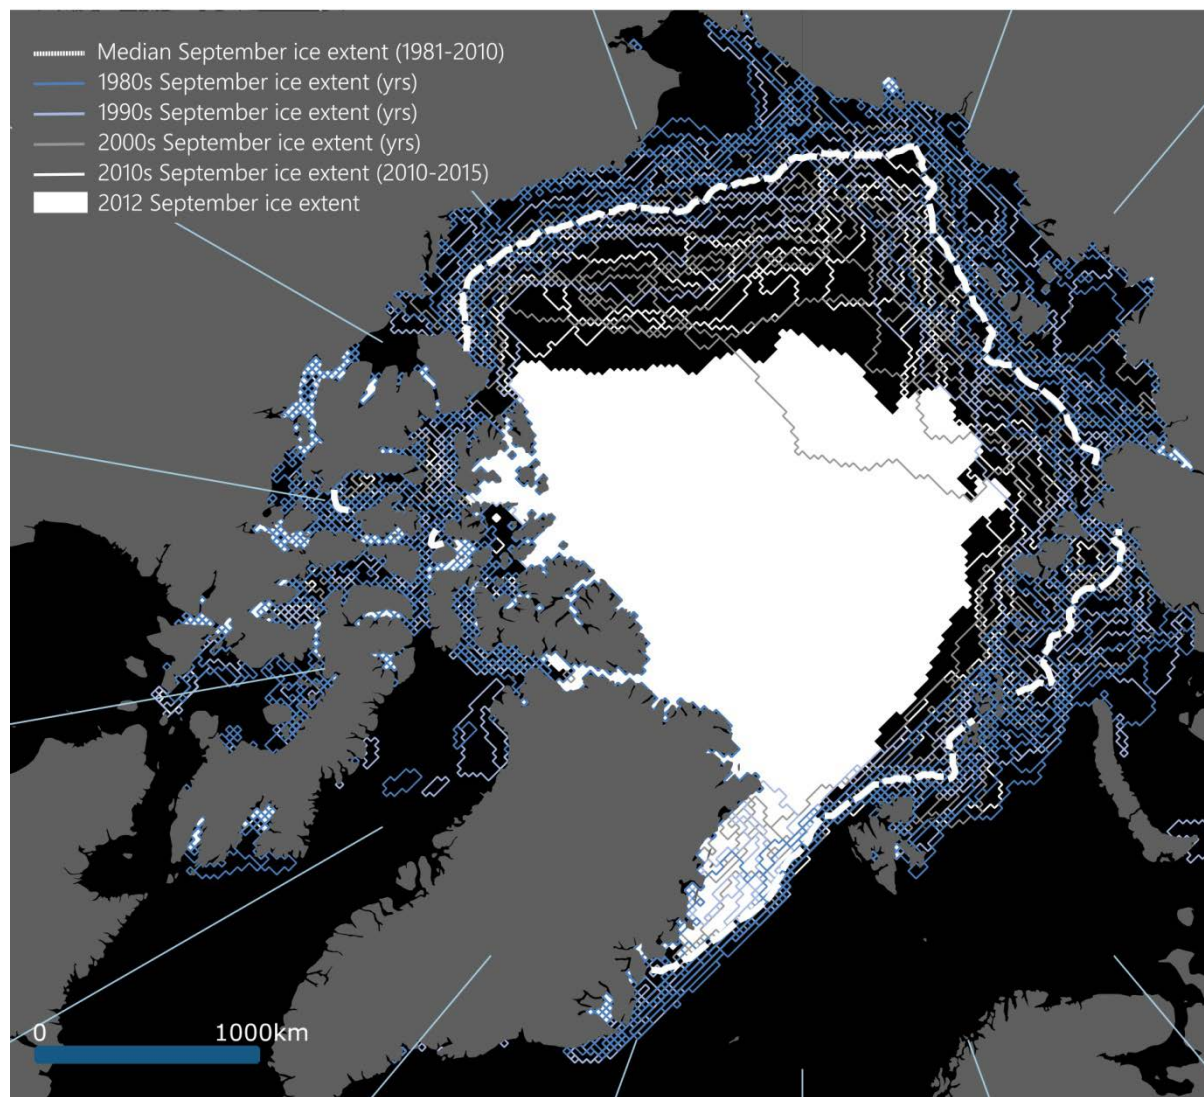 Median September ice extent (1981-2010)
1980s September ice extent (yrs)
1990s September ice extent (yrs)
2000s September ice extent (yrs)
2010s September ice extent (2010-2015)
2012 September ice extent
0 1000km